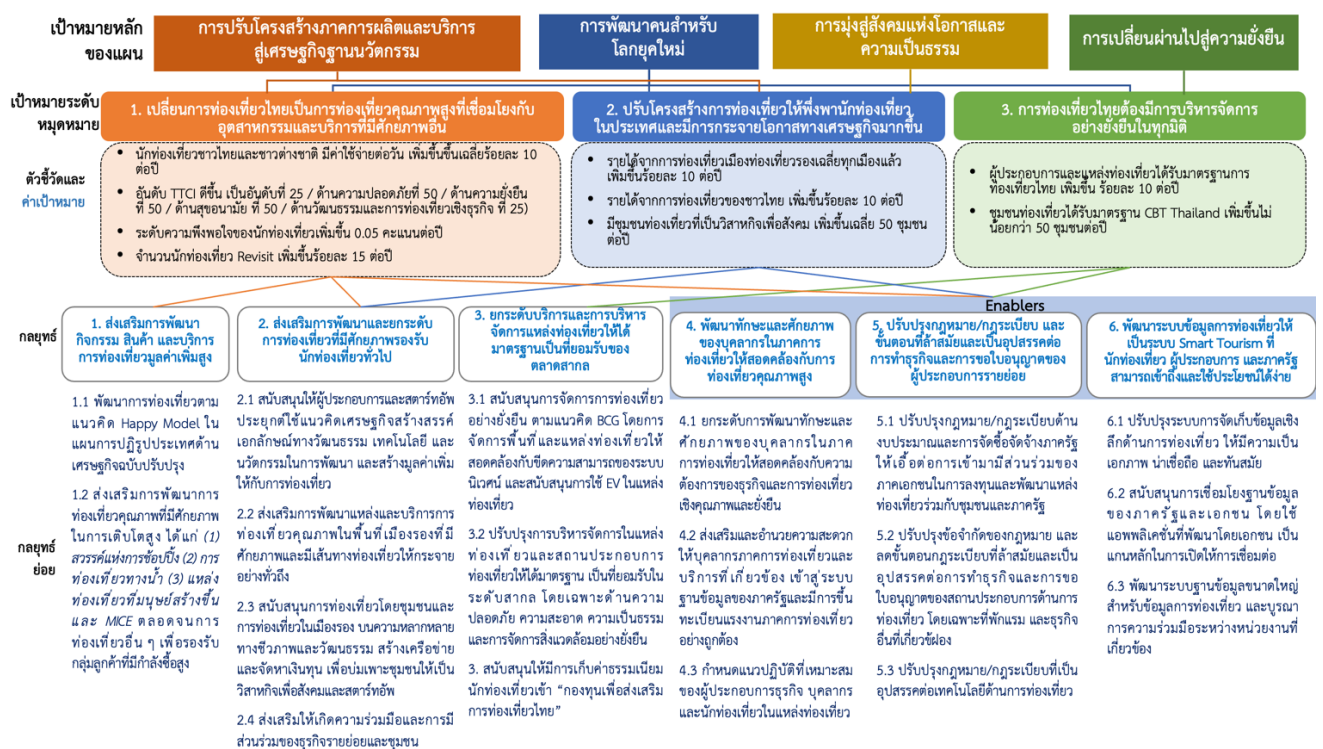 เป้าหมายหลัก
ของแผน
การปรับโครงสร้างภาคการผลิตและบริการ
สู่เศรษฐกิจฐานนวัตกรรม
การพัฒนาคนสำหรับ
โลกยุคใหม่
การมุ่งสู่สังคมแห่งโอกาสและ
ความเป็นธรรม
การเปลี่ยนผ่านไปสู่ความยั่งยืน
เป้าหมายระดับ
หมุดหมาย
1. เปลี่ยนการท่องเที่ยวไทยเป็นการท่องเที่ยวคุณภาพสูงที่เชื่อมโยงกับ
อุตสาหกรรมและบริการที่มีศักยภาพอื่น
2. ปรับโครงสร้างการท่องเที่ยวให้พึ่งพานักท่องเที่ยว
ในประเทศและมีการกระจายโอกาสทางเศรษฐกิจมากขึ้น
3. การท่องเที่ยวไทยต้องมีการบริหารจัดการ
อย่างยั่งยืนในทุกมิติ
ตัวชี้วัดและ
ค่าเป้าหมาย
• นักท่องเที่ยวชาวไทยและชาวต่างชาติ มีค่าใช้จ่ายต่อวัน เพิ่มขึ้นขึ้นเฉลี่ยร้อยละ 10
ต่อปี
• อันดับ TTCI ดีขึ้น เป็นอันดับที่ 25 / ด้านความปลอดภัยที่ 50 / ด้านความยั่งยืน
ที่ 50 / ด้านสุขอนามัย ที่ 50 / ด้านวัฒนธรรมและการท่องเที่ยวเชิงธุรกิจ ที่ 25)
• ระดับความพึงพอใจของนักท่องเที่ยวเพิ่มขึ้น 0.05 คะแนนต่อปี
• จำนวนนักท่องเที่ยว Revisit เพิ่มขึ้นร้อยละ 15 ต่อปี
• รายได้จากการท่องเที่ยวเมืองท่องเที่ยวรองเฉลี่ยทุกเมืองแล้ว
เพิ่มขึ้นร้อยละ 10 ต่อปี
• รายได้จากการท่องเที่ยวของชาวไทย เพิ่มขึ้นร้อยละ 10 ต่อปี
• มีชุมชนท่องเที่ยวที่เป็นวิสาหกิจเพื่อสังคม เพิ่มขึ้นเฉลี่ย 50 ชุมชน
ต่อปี
• ผู้ประกอบการและแหล่งท่องเที่ยวได้รับมาตรฐานการ
ท่องเที่ยวไทย เพิ่มขึ้น ร้อยละ 10 ต่อปี
• ชุมชนท่องเที่ยวได้รับมาตรฐาน CBT Thailand เพิ่มขึ้นไม่
น้อยกว่า 50 ชุมชนต่อปี
Enablers
กลยุทธ์
1. ส่งเสริมการพัฒนา
กิจกรรม สินค้า และบริการ
การท่องเที่ยวมูลค่าเพิ่มสูง
2. ส่งเสริมการพัฒนาและยกระดับ
การท่องเที่ยวที่มีศักยภาพรองรับ
นักท่องเที่ยวทั่วไป
3. ยกระดับบริการและการบริหาร
จัดการแหล่งท่องเที่ยวให้ได้
มาตรฐานเป็นที่ยอมรับของ
ตลาดสากล
4. พัฒนาทักษะและศักยภาพ
ของบุคลากรในภาคการ
ท่องเที่ยวให้สอดคล้องกับการ
ท่องเที่ยวคุณภาพสูง
5. ปรับปรุงกฎหมาย/กฎระเบียบ และ
ขั้นตอนที่ล้าสมัยและเป็นอุปสรรคต่อ
การทำธุรกิจและการขอใบอนุญาตของ
ผู้ประกอบการรายย่อย
6. พัฒนาระบบข้อมูลการท่องเที่ยวให้
เป็นระบบ Smart Tourism ที่
นักท่องเที่ยว ผู้ประกอบการ และภาครัฐ
สามารถเข้าถึงและใช้ประโยชน์ได้ง่าย
กลยุทธ์
ย่อย
1.1 พัฒนาการท่องเที่ยวตาม
แนวคิด Happy Model ใน
แผนการปฏิรูปประเทศด้าน
เศรษฐกิจฉบับปรับปรุง
1.2 ส่งเสริมการพัฒนาการ
ท่องเที่ยวคุณภาพที่มีศักยภาพ
ในการเติบโตสูง ได้แก่ (1)
สวรรค์แห่งการช้อปปิ้ง (2) การ
ท่องเที่ยวทางน้ำ (3) แหล่ง
ท่องเที่ยวที่มนุษย์สร้างขึ้น
และ MICE ตลอดจนการ
ท่องเที่ยวอื่น ๆ เพื่อรองรับ
กลุ่มลูกค้าที่มีกำลังซื้อสูง
2.1 สนับสนุนให้ผู้ประกอบการและสตาร์ทอัพ
ประยุกต์ใช้แนวคิดเศรษฐกิจสร้างสรรค์
เอกลักษณ์ทางวัฒนธรรม เทคโนโลยี และ
นวัตกรรมในการพัฒนา และสร้างมูลค่าเพิ่ม
ให้กับการท่องเที่ยว
2.2 ส่งเสริมการพัฒนาแหล่งและบริการการ
ท่องเที่ยวคุณภาพในพื้นที่เมืองรองที่มี
ศักยภาพและมีเส้นทางท่องเที่ยวให้กระจาย
อย่างทั่วถึง
2.3 สนับสนุนการท่องเที่ยวโดยชุมชนและ
การท่องเที่ยวในเมืองรอง บนความหลากหลาย
ทางชีวภาพและวัฒนธรรม สร้างเครือข่าย
และจัดหาเงินทุน เพื่อบ่มเพาะชุมชนให้เป็น
วิสาหกิจเพื่อสังคมและสตาร์ทอัพ
2.4 ส่งเสริมให้เกิดความร่วมมือและการมี
ส่วนร่วมของธุรกิจรายย่อยและชุมชน
3.1 สนับสนุนการจัดการการท่องเที่ยว
อย่างยั่งยืน ตามแนวคิด BCG โดยการ
จัดการพื้นที่และแหล่งท่องเที่ยวให้
สอดคล้องกับขีดความสามารถของระบบ
นิเวศน์ และสนับสนุนการใช้ EV ในแหล่ง
ท่องเที่ยว
3.2 ปรับปรุงการบริหารจัดการในแหล่ง
ท่องเที่ยวและสถานประกอบการ
ท่องเที่ยวให้ได้มาตรฐาน เป็นที่ยอมรับใน
ระดับสากล โดยเฉพาะด้านความ
ปลอดภัย ความสะอาด ความเป็นธรรม
และการจัดการสิ่งแวดล้อมอย่างยั่งยืน
3. สนับสนุนให้มีการเก็บค่าธรรมเนียม
นักท่องเที่ยวเข้า “กองทุนเพื่อส่งเสริม
การท่องเที่ยวไทย”
4.1 ยกระดับการพัฒนาทักษะและ
ศักยภาพของบุคลากรในภาค
การท่องเที่ยวให้สอดคล้องกับความ
ต้องการของธุรกิจและการท่องเที่ยว
เชิงคุณภาพและยั่งยืน
4.2 ส่งเสริมและอำนวยความสะดวก
ให้บุคลากรภาคการท่องเที่ยวและ
บริการที่เกี่ยวข้อง เข้าสู่ระบบ
ฐานข้อมูลของภาครัฐและมีการขึ้น
ทะเบียนแรงงานภาคการท่องเที่ยว
อย่างถูกต้อง
4.3 กำหนดแนวปฏิบัติที่เหมาะสม
ของผู้ประกอบการธุรกิจ บุคลากร
และนักท่องเที่ยวในแหล่งท่องเที่ยว
5.1 ปรับปรุงกฎหมาย/กฎระเบียบด้าน
งบประมาณและการจัดซื้อจัดจ้างภาครัฐ
ให้เอื้อต่อการเข้ามามีส่วนร่วมของ
ภาคเอกชนในการลงทุนและพัฒนาแหล่ง
ท่องเที่ยวร่วมกับชุมชนและภาครัฐ
5.2 ปรับข้อจำกัดของกฎหมาย และ
ลดขั้นตอนกฎระเบียบที่ล้าสมัยและเป็น
อุปสรรคต่อการทำธุรกิจและการขอ
ใบอนุญาตของสถานประกอบการด้านการ
ท่องเที่ยว โดยเฉพาะที่พักแรม และธุรกิจ
อื่นที่เกี่ยวข้อง
5.3 ปรับปรุงกฎหมาย/กฎระเบียบที่เป็น
อุปสรรคต่อเทคโนโลยีด้านการท่องเที่ยว
6.1 ปรับปรุงระบบการจัดเก็บข้อมูลเชิง
ลึกด้านการท่องเที่ยว ให้มีความเป็น
เอกภาพ น่าเชื่อถือ และทันสมัย
6.2 สนับสนุนการเชื่อมโยงฐานข้อมูล
ของภาครัฐและเอกชน โดยใช้
แอพพลิเคชั่นที่พัฒนาโดยเอกชน เป็น
แกนหลักในการเปิดให้การเชื่อมต่อ
6.3 พัฒนาระบบฐานข้อมูลขนาดใหญ่
สำหรับข้อมูลการท่องเที่ยว และบูรณา
การความร่วมมือระหว่างหน่วยงานที่
เกี่ยวข้อง